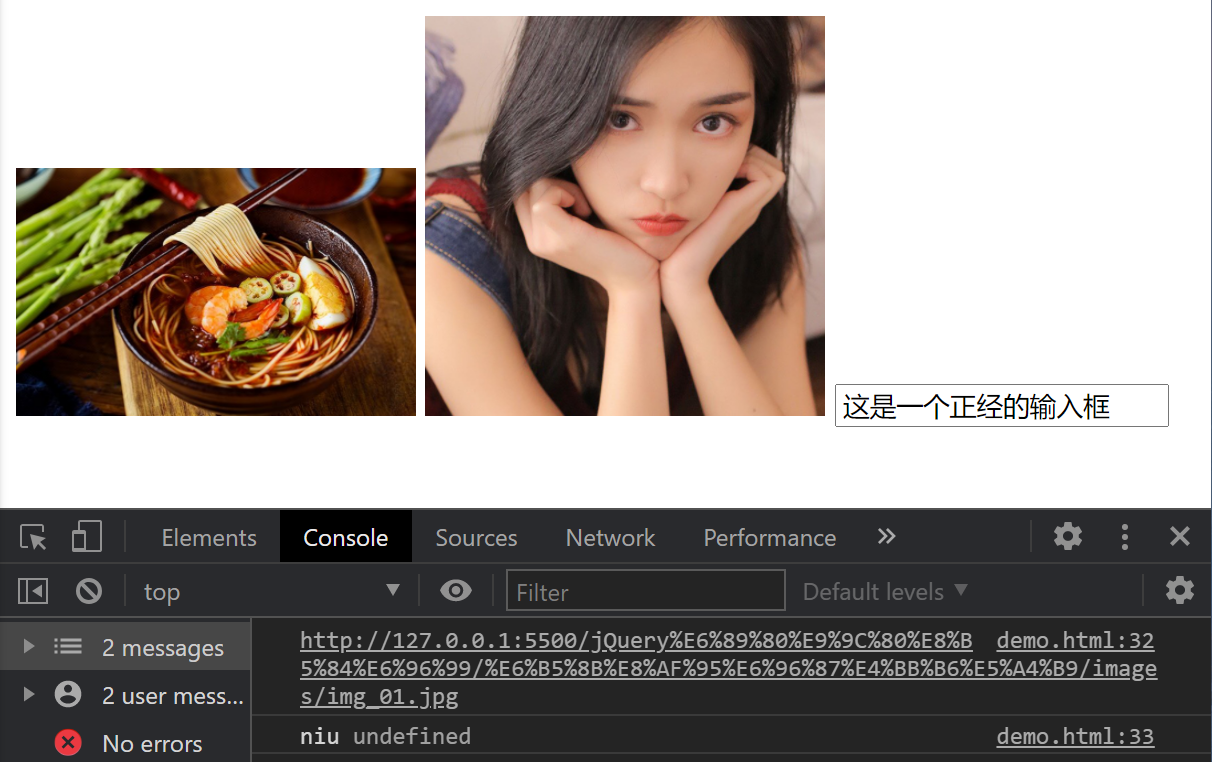 这是一个正经的输入框
Elements Console Sources Network Performance
top Filter Default levels
2 messages
http://127.0.0.1:5500/jQuery%E6%89%80%E9%9C%80%E8%B demo.html:32
5%84%E6%96%99/%E6%B5%8B%E8%AF%95%E6%96%87%E4%BB%B6%E5%A4%B9/image
s/img_01.jpg
2 user mess...
niu undefined demo.html:33
No errors